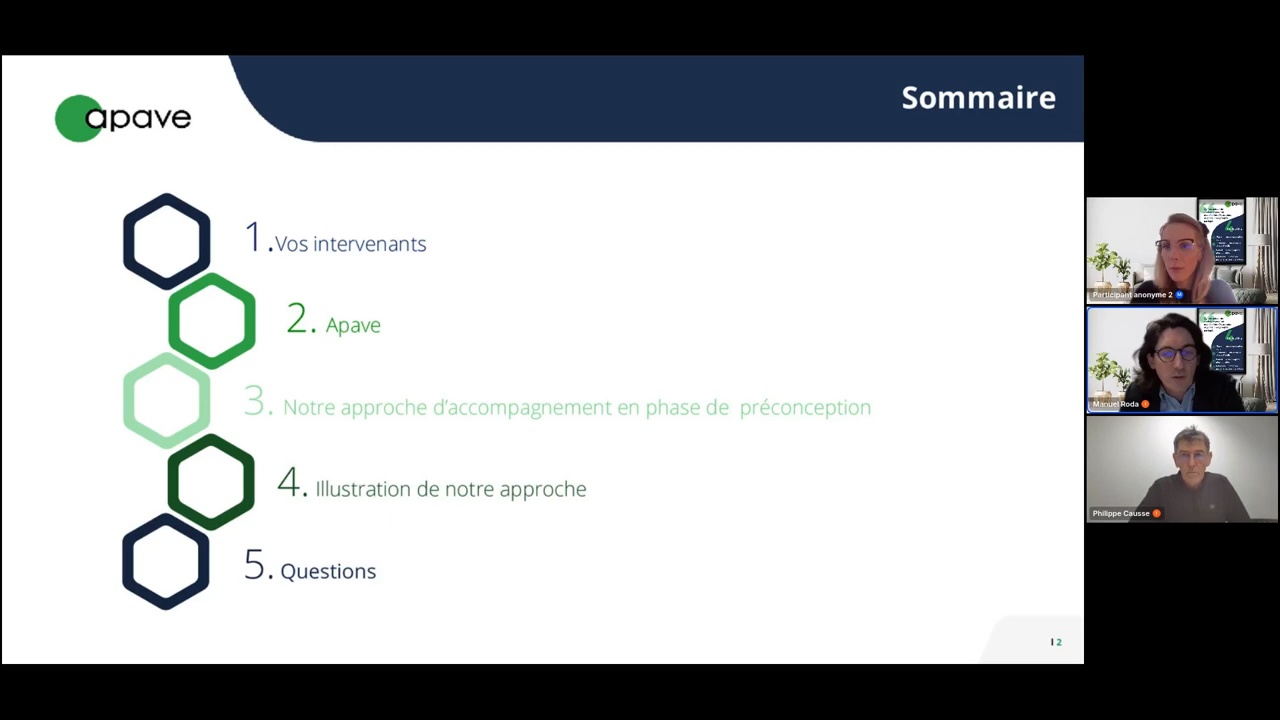 apave
Sommaire
1.Vos intervenants
2. Apave
3. Notre approche d'accompagnement en phase de préconception
4. Illustration de notre approche
5. Questions
I 2
Participant anonyme 2
Manuel Roda
Philippe Causse